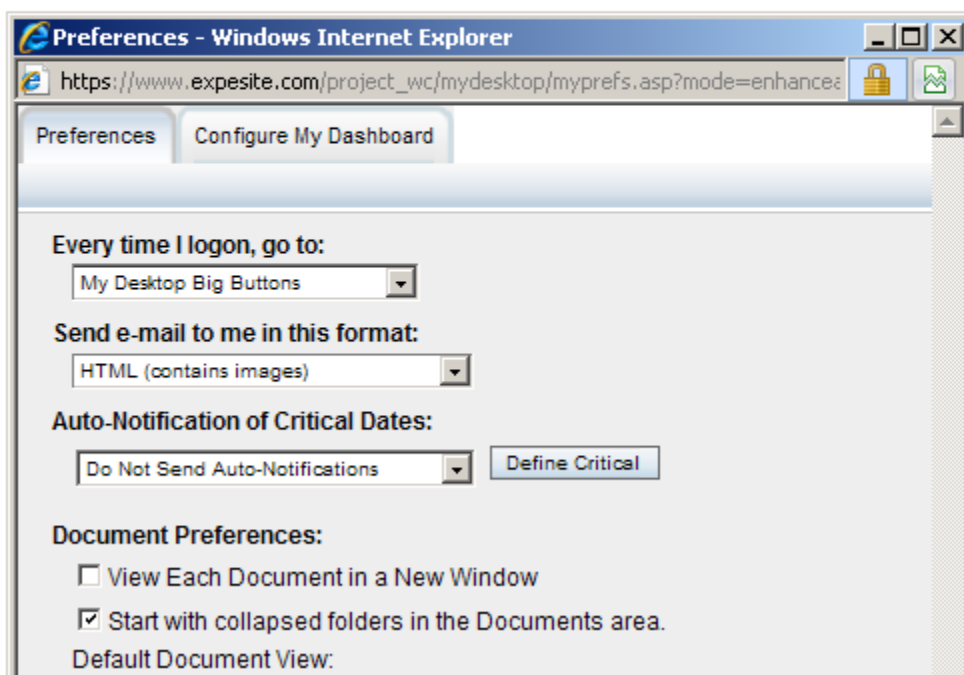 Preferences - Windows Internet Explorer
https://www.expesite.com/project_wc/mydesktop/myprefs.asp?mode=enhancea
Preferences Configure My Dashboard
Every time I logon, go to:
My Desktop Big Buttons
Send e-mail to me in this format:
HTML (contains images)
Auto-Notification of Critical Dates:
Do Not Send Auto-Notifications Define Critical
Document Preferences:
View Each Document in a New Window
Start with collapsed folders in the Documents area.
Default Document View: